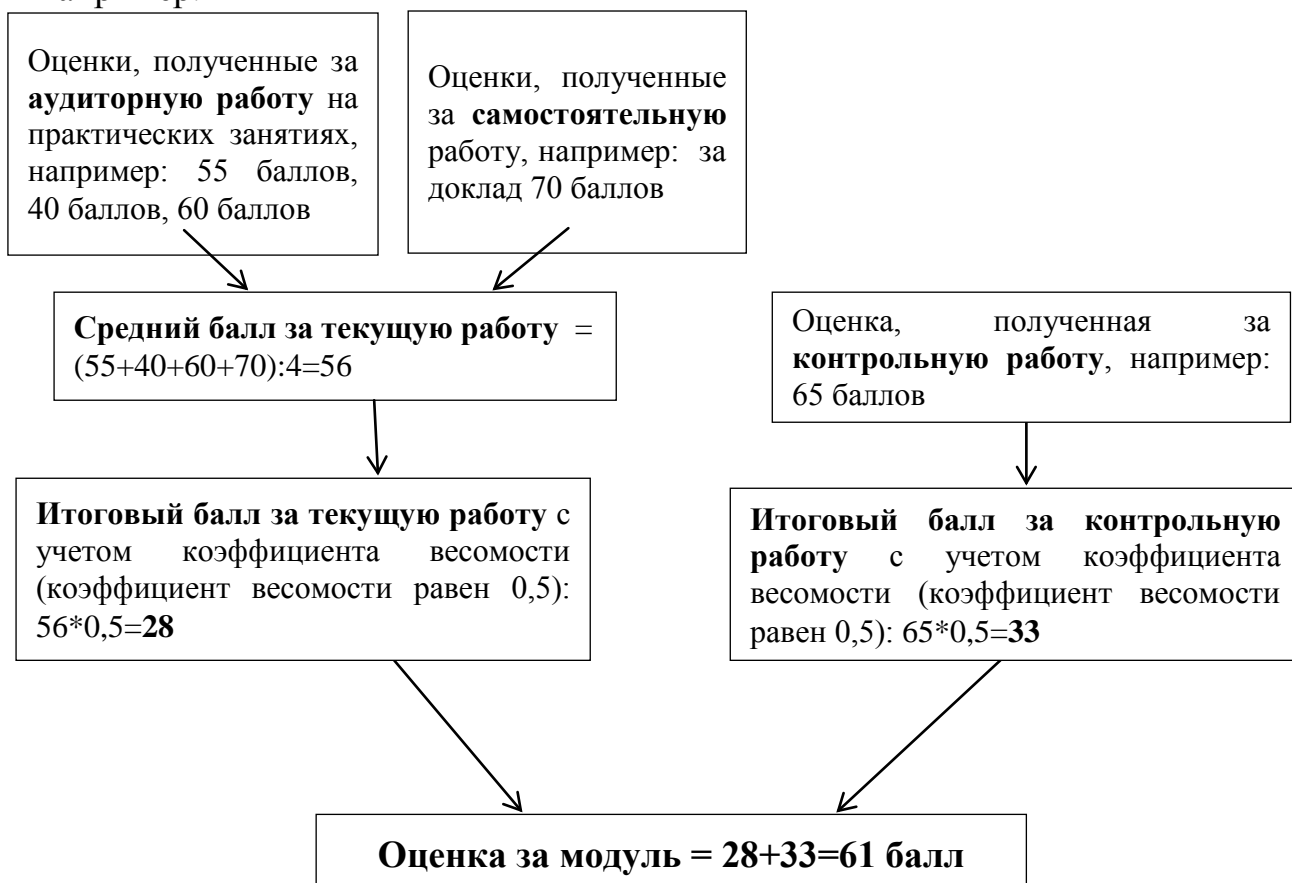 Оценки, полученные за
аудиторную работу на
практических занятиях,
например: 55 баллов,
40 баллов, 60 баллов
Оценки, полученные
за самостоятельную
работу, например: за
доклад 70 баллов
Средний балл за текущую работу =
(55+40+60+70):4=56
Оценка, полученная за
контрольную работу, например:
65 баллов
Итоговый балл за текущую работу с
учетом коэффициента весомости
(коэффициент весомости равен 0,5):
56*0,5=28
Итоговый балл за контрольную
работу с учетом коэффициента
весомости (коэффициент весомости
равен 0,5): 65*0,5=33
Оценка за модуль = 28+33=61 балл